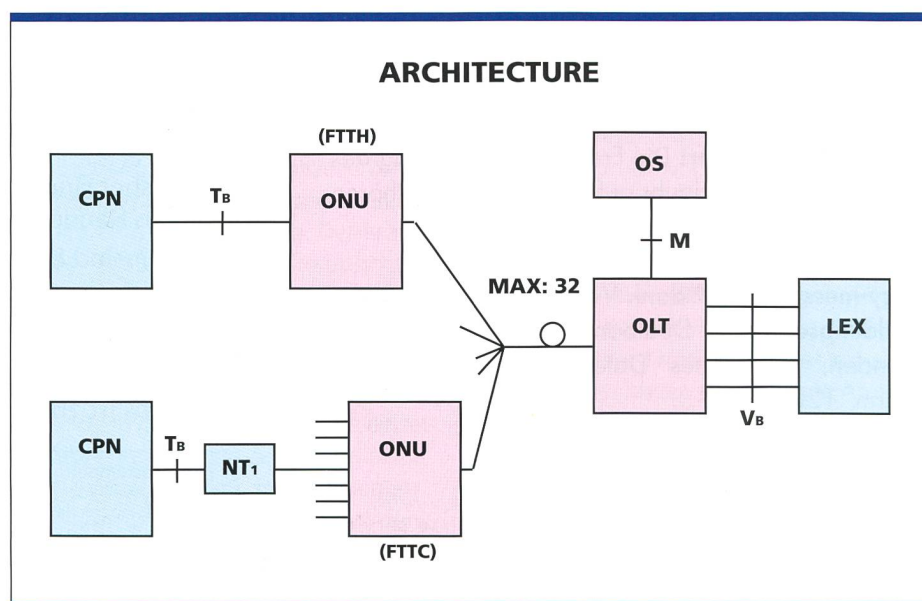 ARCHITECTURE
(FTTH)
CPN
TB
ONU
OS
M
MAX: 32
OLT
LEX
VB
CPN
TB
NT1
ONU
(FTTC)